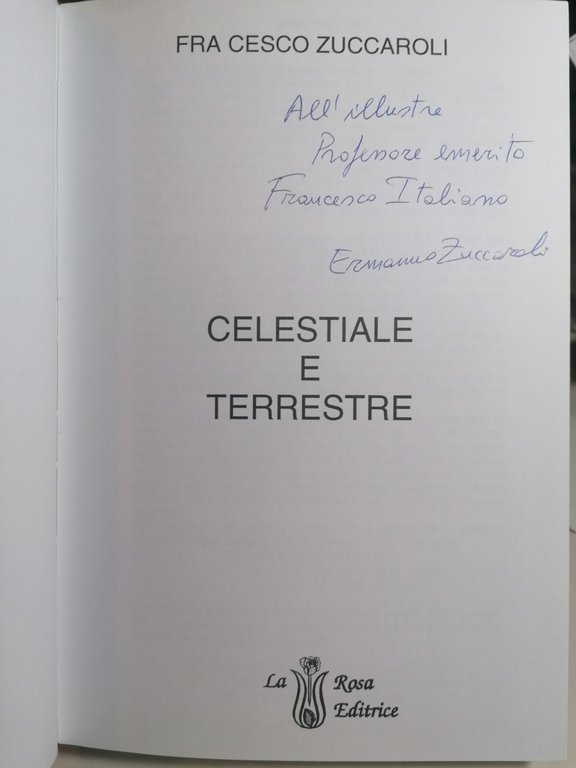 FRA CESCO ZUCCAROLI
All' illustre
Professore emerito
Francesco Italiano
Ermanno Zuccaroli
CELESTIALE
E
TERRESTRE
La Rosa
Editrice